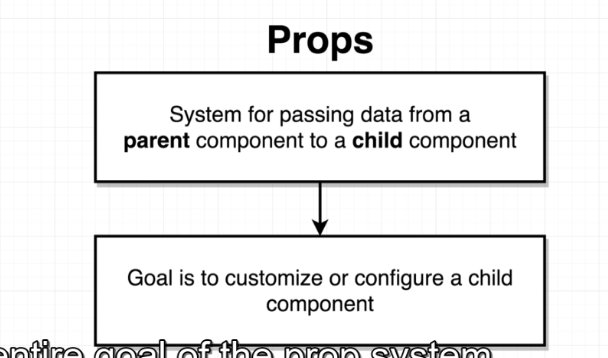 Props
System for passing data from a
parent component to a child component
Goal is to customize or configure a child
component
entire goal of the prop system